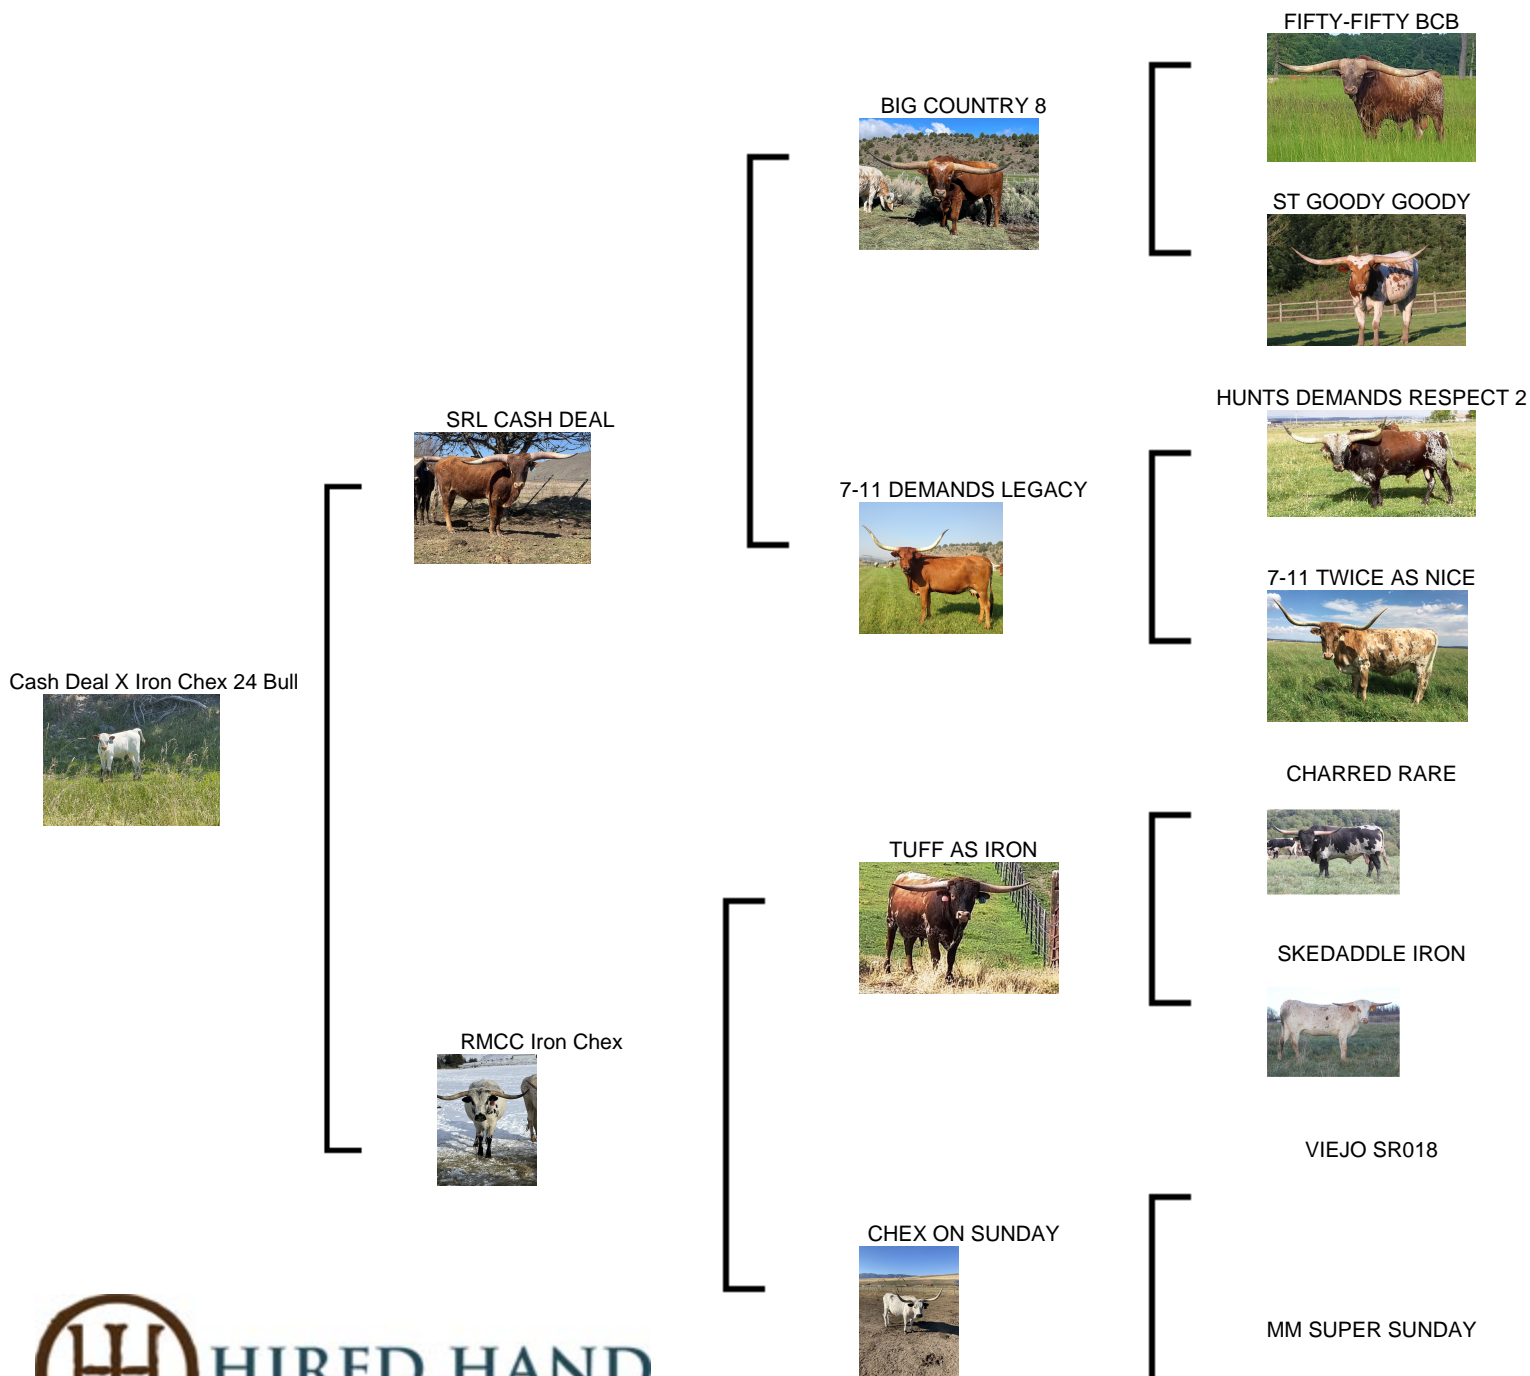 FIFTY-FIFTY BCB
BIG COUNTRY 8
ST GOODY GOODY
HUNTS DEMANDS RESPECT 2
SRL CASH DEAL
7-11 DEMANDS LEGACY
7-11 TWICE AS NICE
Cash Deal X Iron Chex 24 Bull
CHARRED RARE
TUFF AS IRON
SKEDADDLE IRON
RMCC Iron Chex
VIEJO SR018
CHEX ON SUNDAY
MM SUPER SUNDAY
HIRED HAND